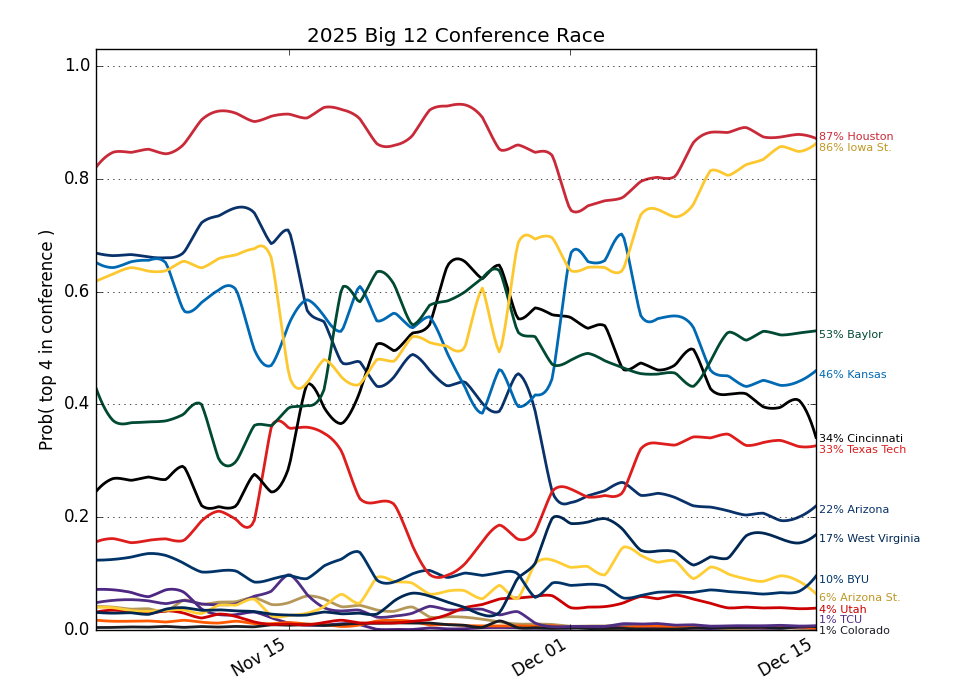 2025 Big 12 Conference Race
Prob( top 4 in conference )
1.0
0.8
0.6
0.4
0.2
0.0
Nov 15
Dec 01
Dec 15
87% Houston
86% Iowa St.
53% Baylor
46% Kansas
34% Cincinnati
33% Texas Tech
22% Arizona
17% West Virginia
10% BYU
6% Arizona St.
4% Utah
1% TCU
1% Colorado